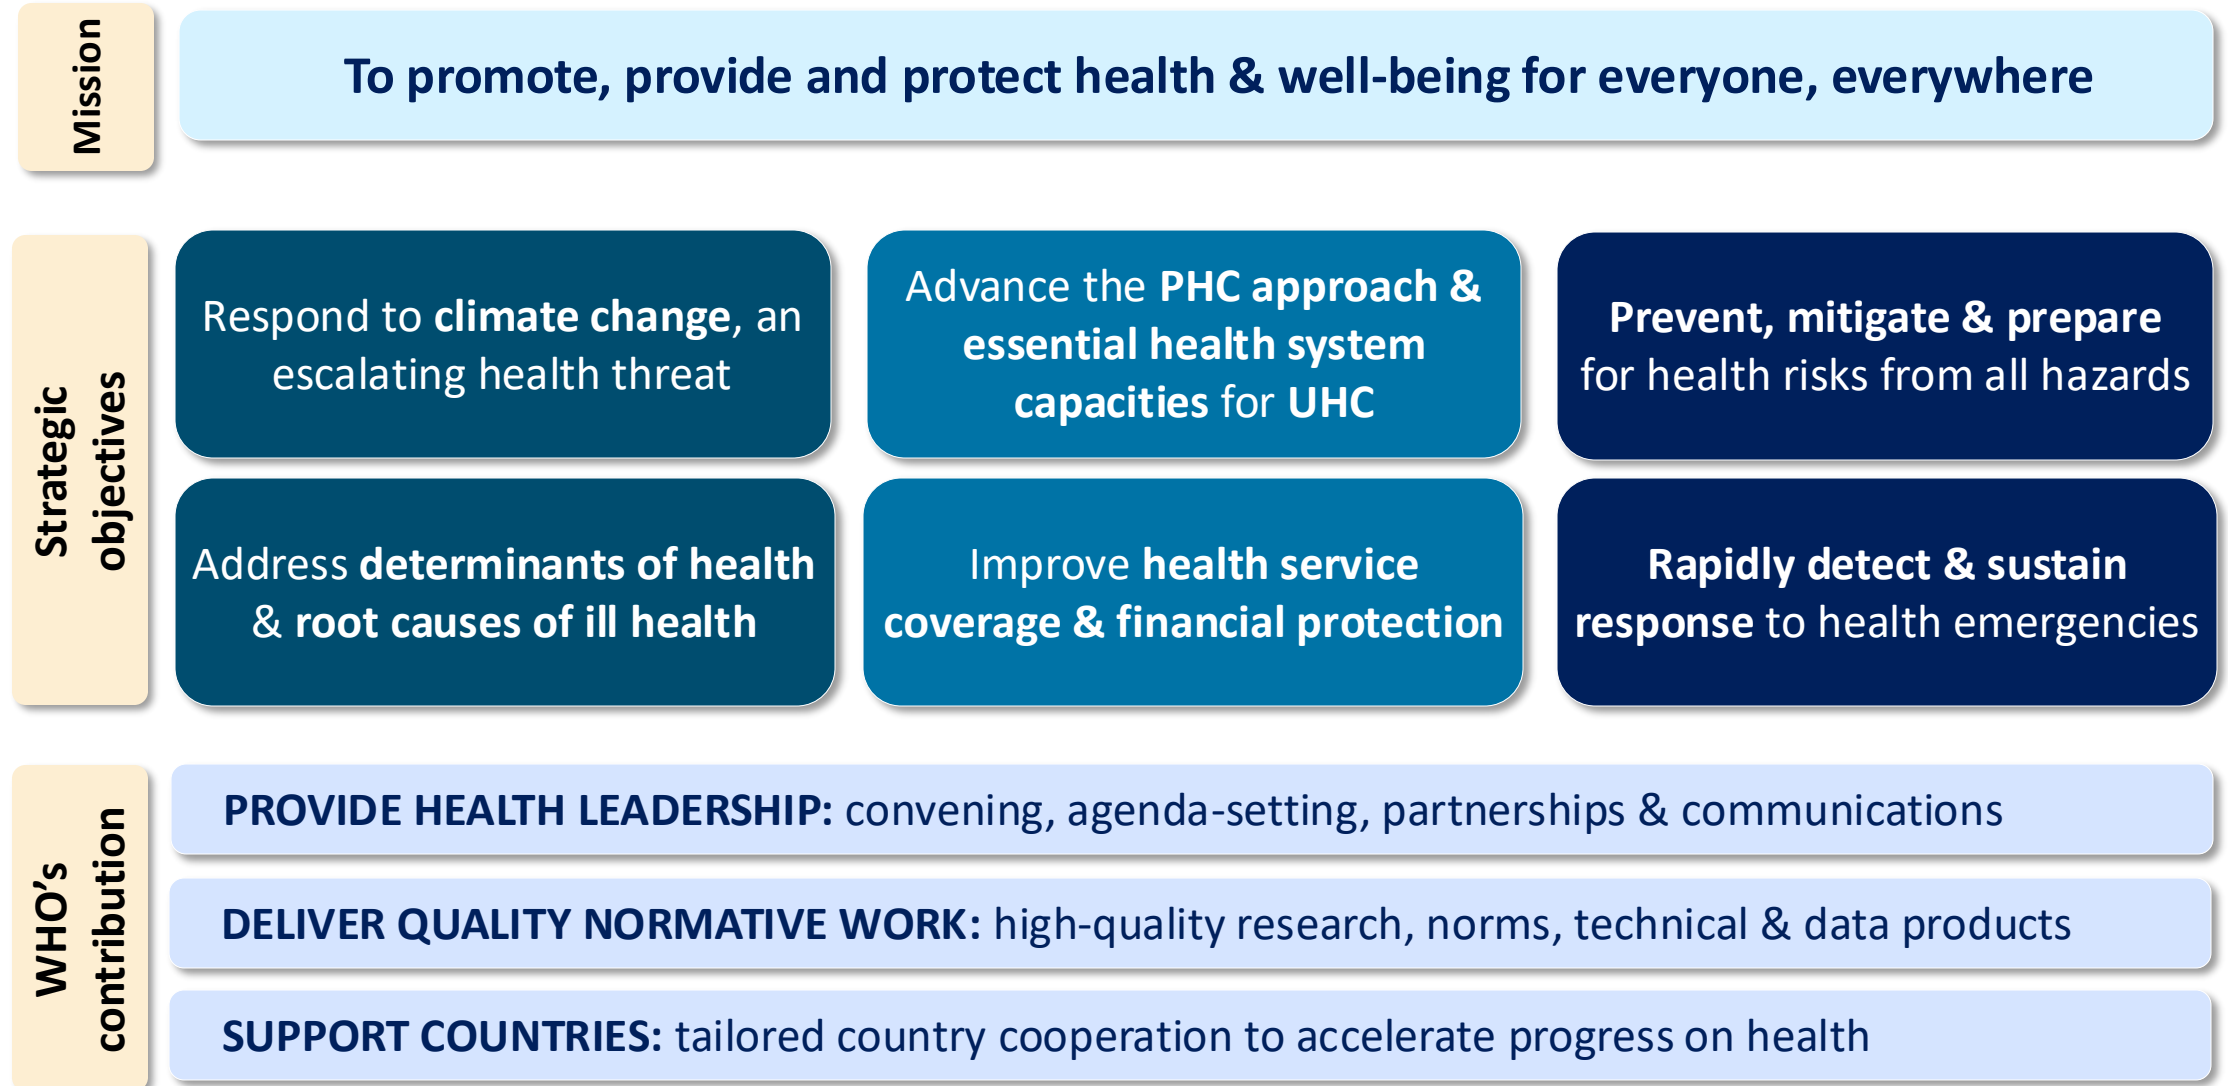 Mission
To promote, provide and protect health & well-being for everyone, everywhere
Strategic
objectives
Respond to climate change, an
escalating health threat
Advance the PHC approach &
essential health system
capacities for UHC
Prevent, mitigate & prepare
for health risks from all hazards
Address determinants of health
& root causes of ill health
Improve health service
coverage & financial protection
Rapidly detect & sustain
response to health emergencies
WHO’s
contribution
PROVIDE HEALTH LEADERSHIP: convening, agenda-setting, partnerships & communications
DELIVER QUALITY NORMATIVE WORK: high-quality research, norms, technical & data products
SUPPORT COUNTRIES: tailored country cooperation to accelerate progress on health